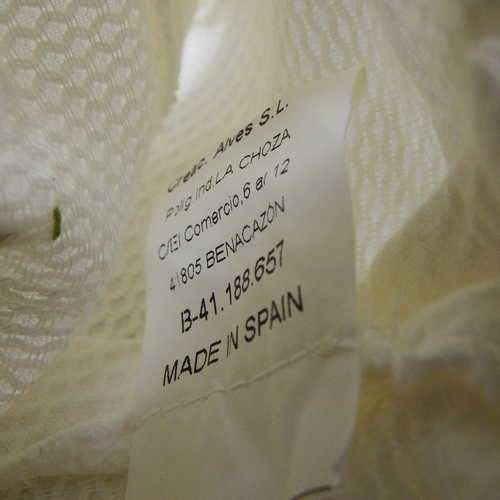 Creac. Alves S.L.
Polig.Ind.LA CHOZA
C/El Comercio,6 al 12
41805 BENACAZÓN
B-41.188.657
MADE IN SPAIN